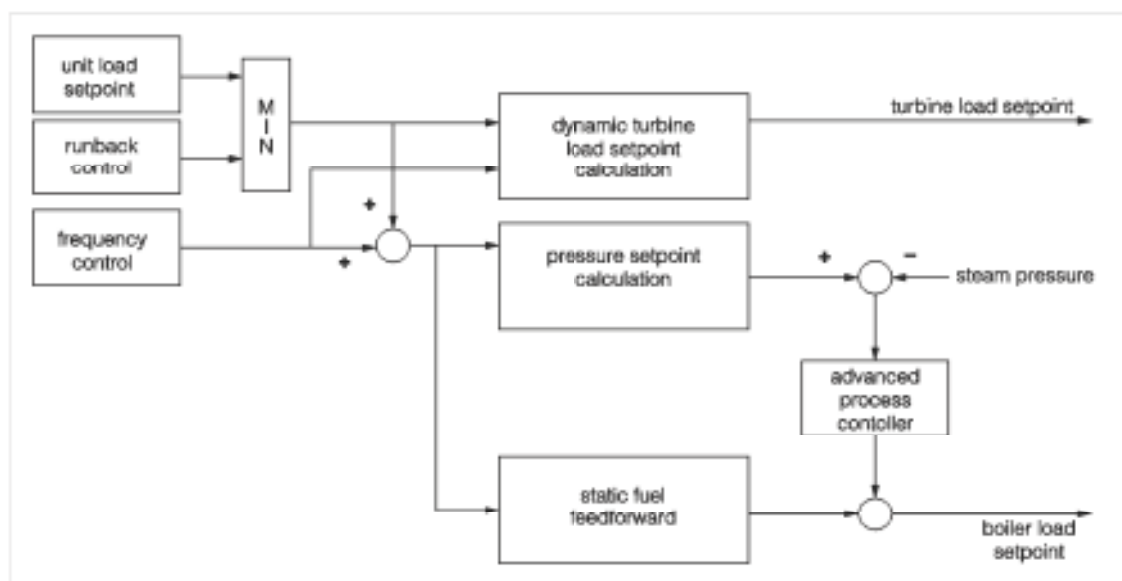 unit load
setpoint
runback
control
frequency
control
M
I
N
+
+
dynamic turbine
load setpoint
calculation
turbine load setpoint
pressure setpoint
calculation
+
−
steam pressure
advanced
process
contoller
static fuel
feedforward
boiler load
setpoint